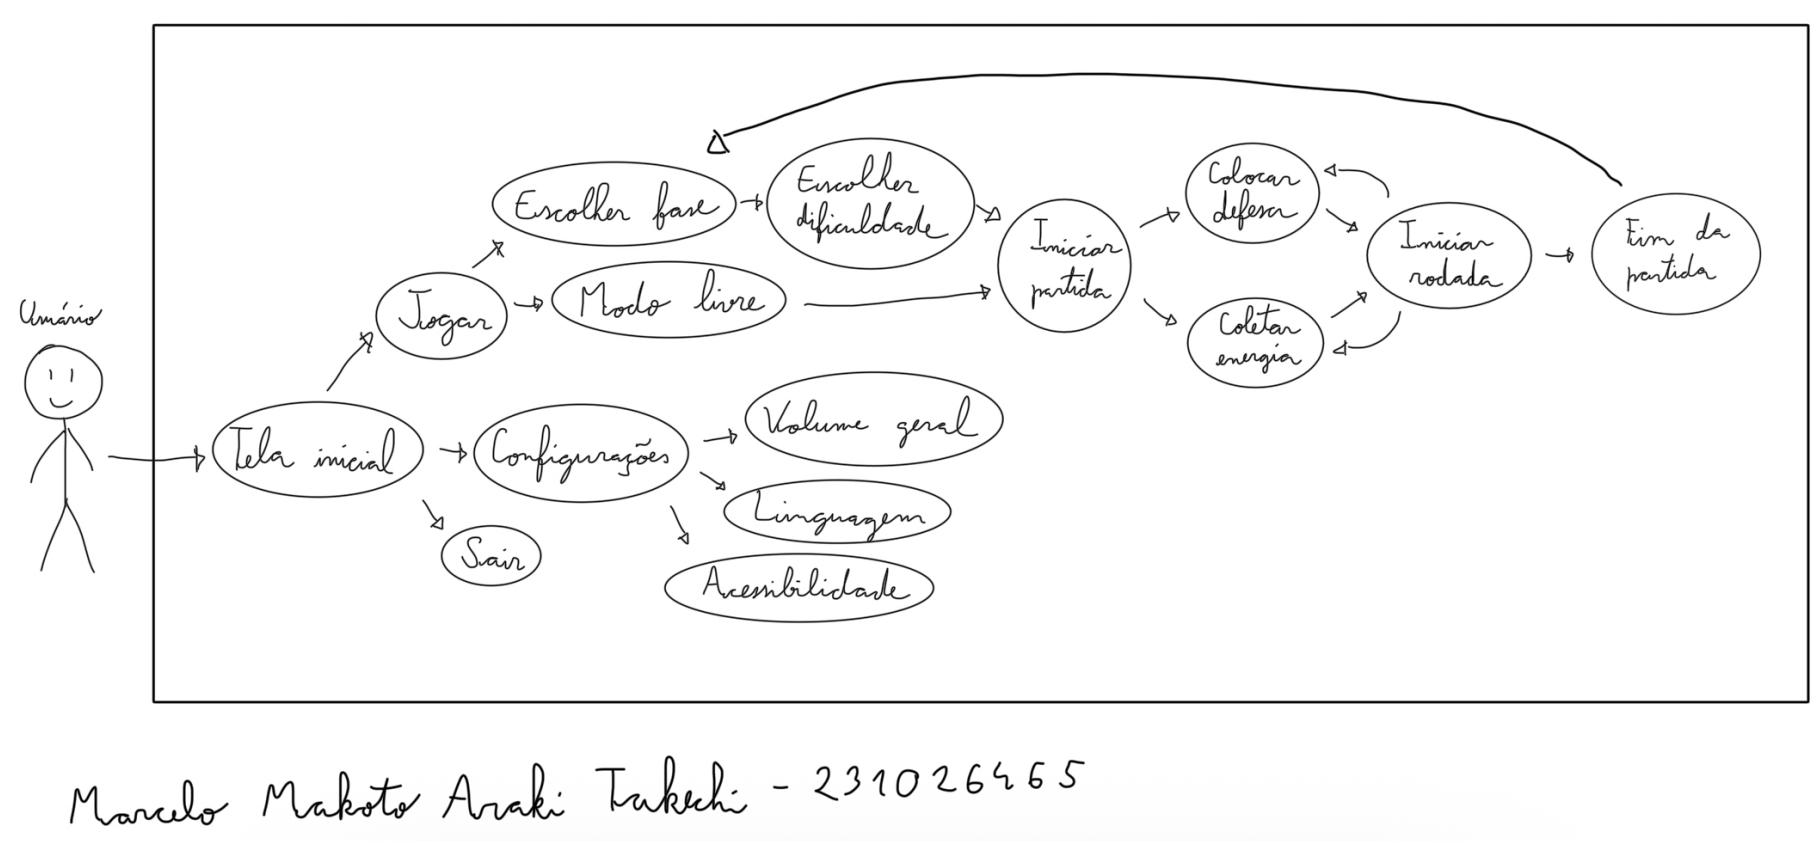 Usuário
Tela inicial
Jogar
Escolher fase
Escolher
dificuldade
Modo livre
Iniciar
partida
Colocar
defesa
Coletar
energia
Iniciar
rodada
Fim da
partida
Configurações
Volume geral
Linguagem
Acessibilidade
Sair
Marcelo Makoto Araki Takechi - 231026465